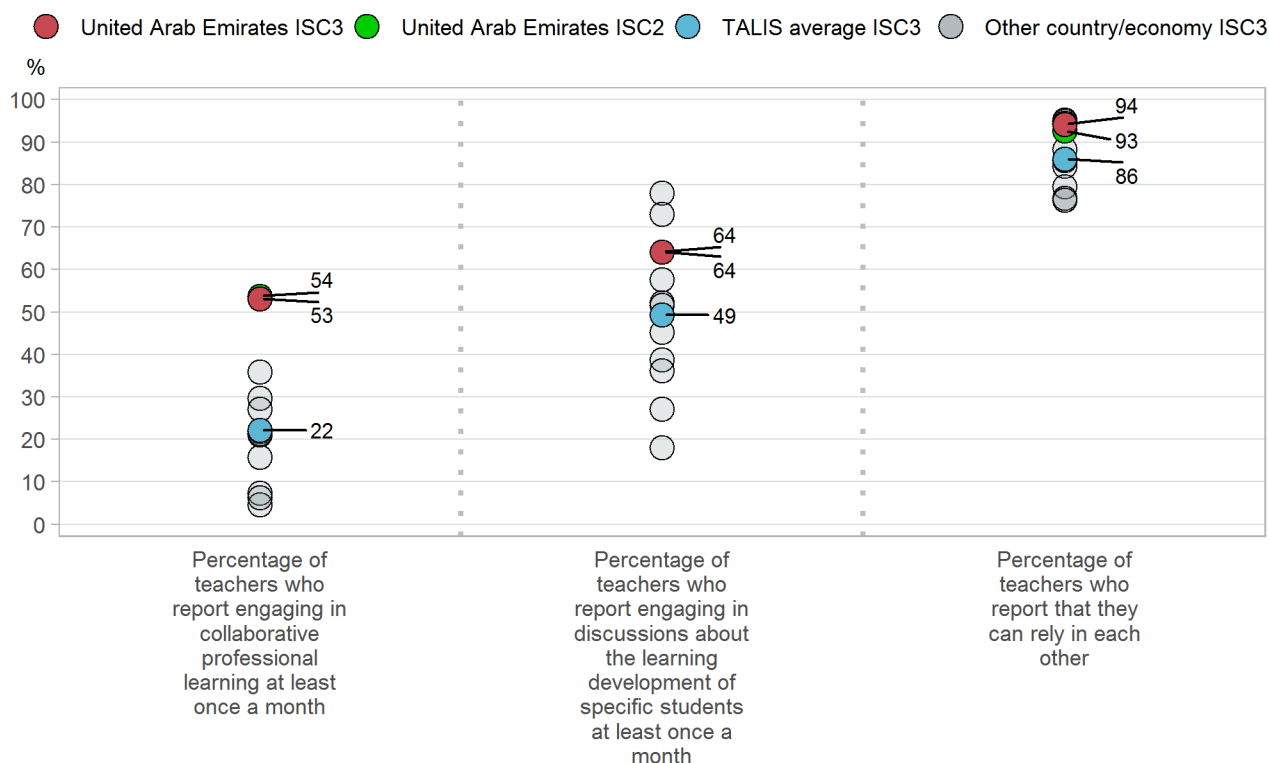 United Arab Emirates ISC3 United Arab Emirates ISC2 TALIS average ISC3 Other country/economy ISC3
%
100
90
80
70
60
50
40
30
20
10
0
54
53
22
64
64
49
94
93
86
Percentage of
teachers who
report engaging in
collaborative
professional
learning at least
once a month
Percentage of
teachers who
report engaging in
discussions about
the learning
development of
specific students
at least once a
month
Percentage of
teachers who
report that they
can rely in each
other